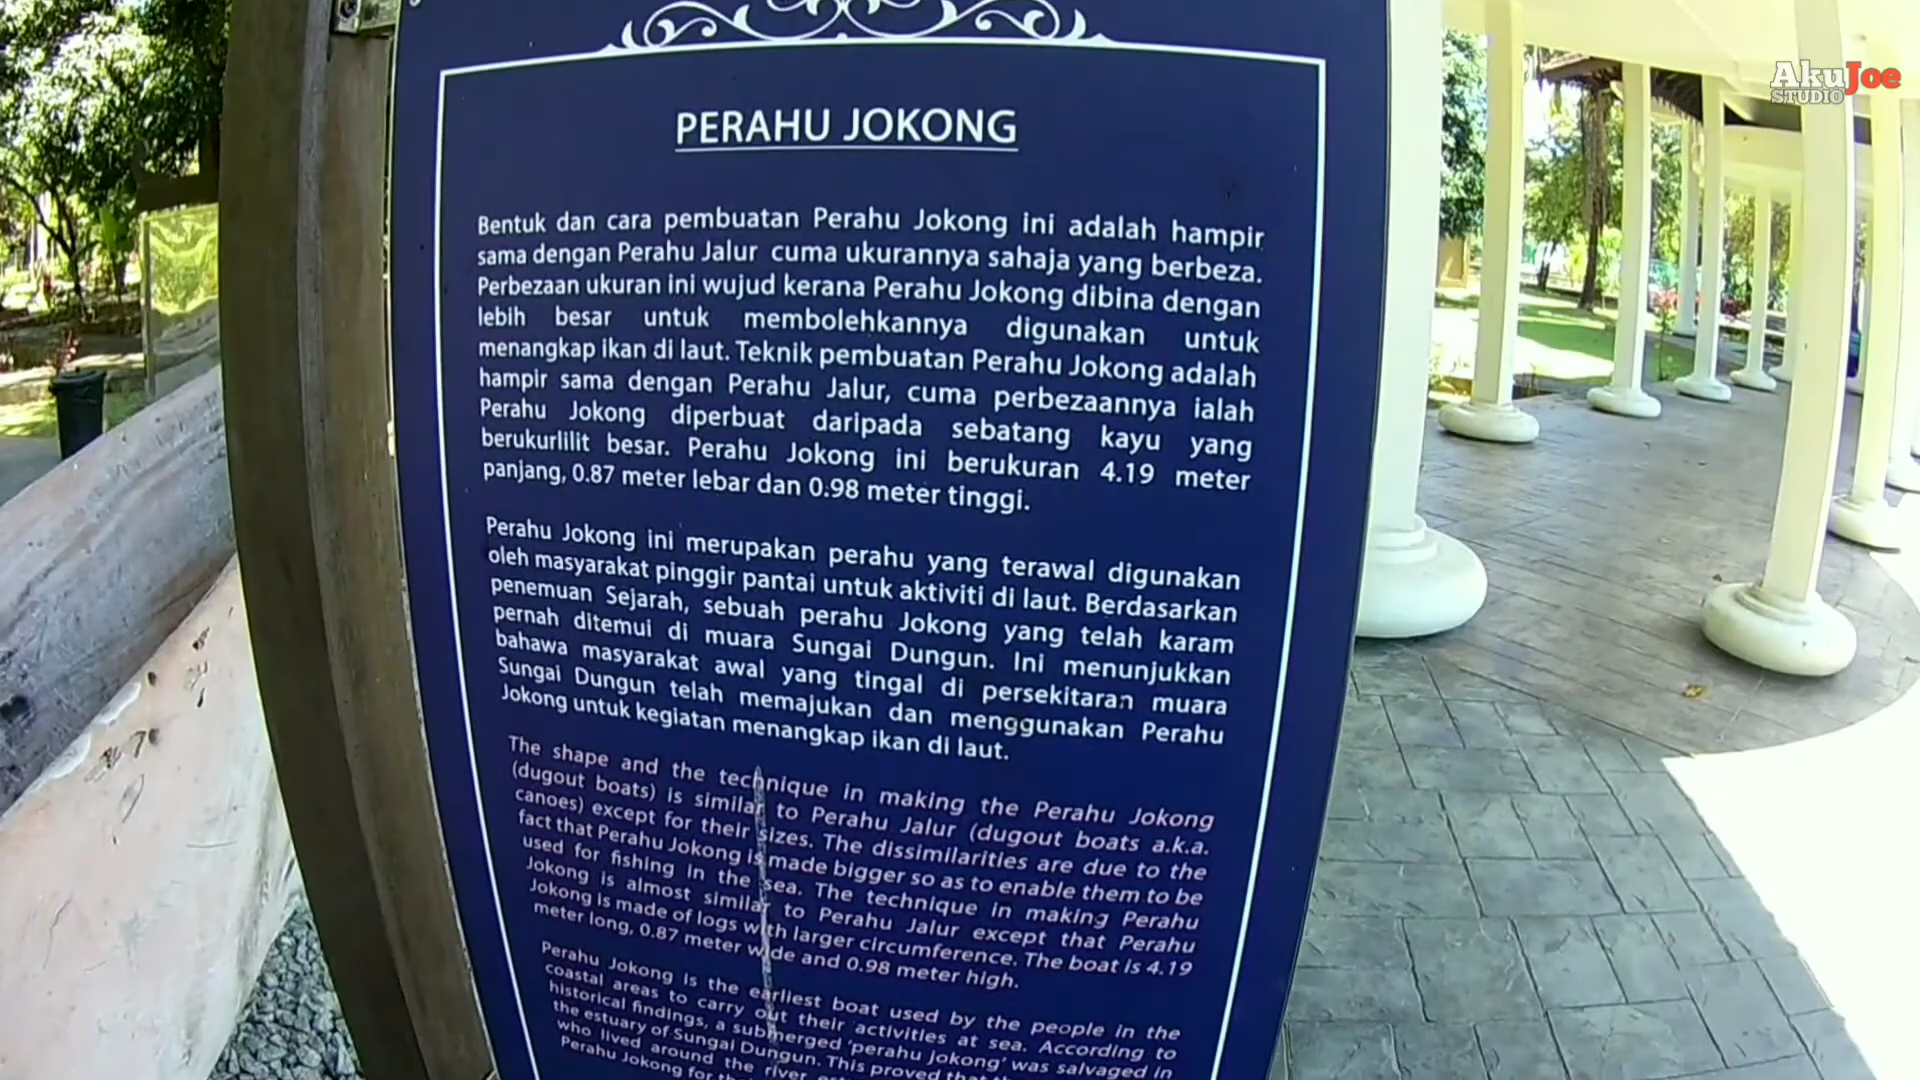 AkuJoe
STUDIO
PERAHU JOKONG
Bentuk dan cara pembuatan Perahu Jokong ini adalah hampir
sama dengan Perahu Jalur cuma ukurannya sahaja yang berbeza.
Perbezaan ukuran ini wujud kerana Perahu Jokong dibina dengan
lebih besar untuk membolehkannya digunakan untuk
menangkap ikan di laut. Teknik pembuatan Perahu Jokong adalah
hampir sama dengan Perahu Jalur, cuma perbezaannya ialah
Perahu Jokong diperbuat daripada sebatang kayu yang
berukurlilit besar. Perahu Jokong ini berukuran 4.19 meter
panjang, 0.87 meter lebar dan 0.98 meter tinggi.
Perahu Jokong ini merupakan perahu yang terawal digunakan
oleh masyarakat pinggir pantai untuk aktiviti di laut. Berdasarkan
penemuan Sejarah, sebuah perahu Jokong yang telah karam
pernah ditemui di muara Sungai Dungun. Ini menunjukkan
bahawa masyarakat awal yang tingal di persekitaran muara
Sungai Dungun telah memajukan dan menggunakan Perahu
Jokong untuk kegiatan menangkap ikan di laut.
The shape and the technique in making the Perahu Jokong
(dugout boats) is similar to Perahu Jalur (dugout boats a.k.a.
canoes) except for their sizes. The dissimilarities are due to the
fact that Perahu Jokong is made bigger so as to enable them to be
used for fishing in the sea. The technique in making Perahu
Jokong is almost similar to Perahu Jalur except that Perahu
Jokong is made of logs with larger circumference. The boat is 4.19
meter long, 0.87 meter wide and 0.98 meter high.
Perahu Jokong is the earliest boat used by the people in the
coastal areas to carry out their activities at sea. According to
historical findings, a submerged 'perahu jokong' was salvaged in
the estuary of Sungai Dungun. This proved that
who lived around the river
Perahu Jokong for